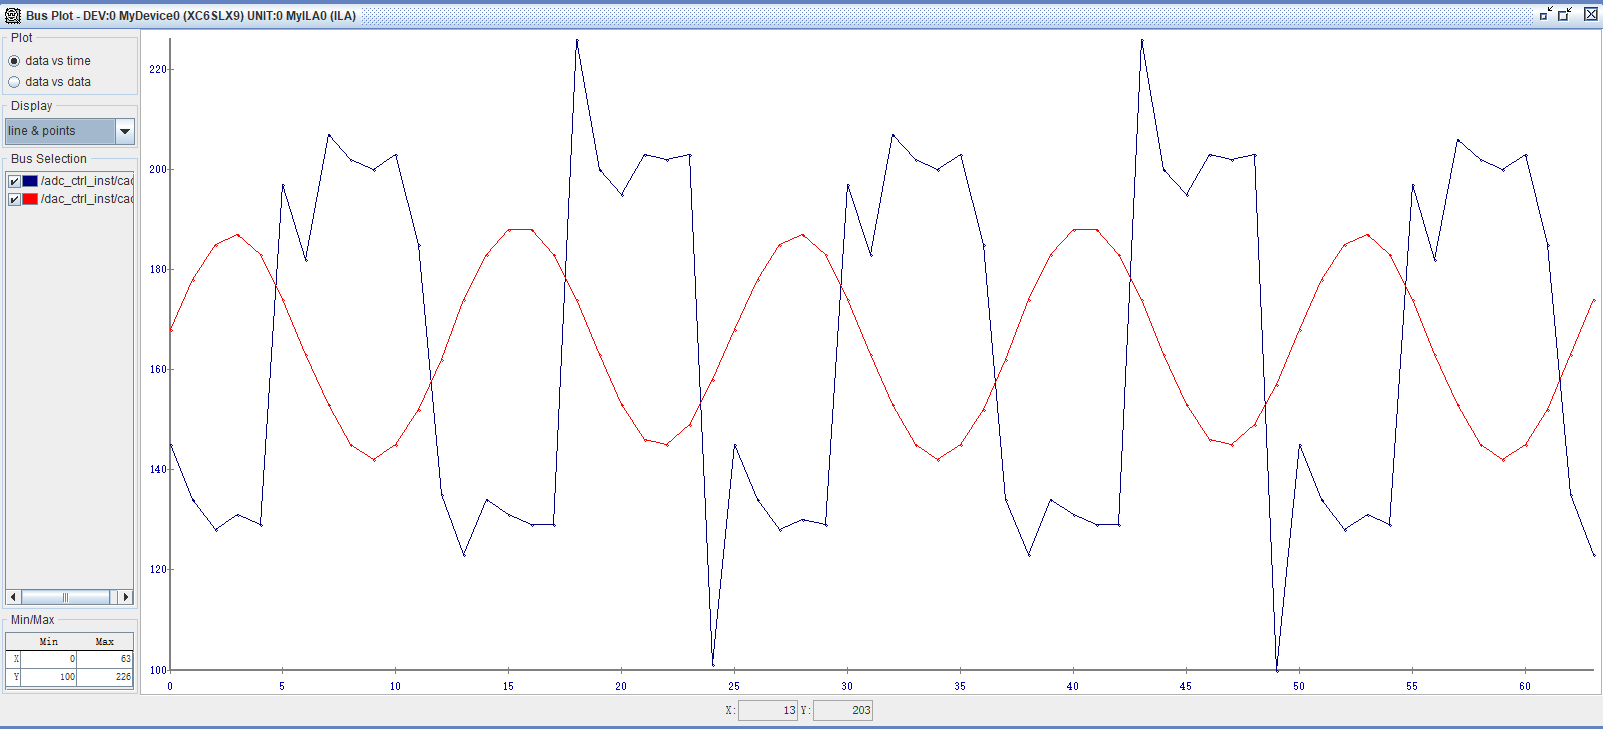 Bus Plot - DEV:0 MyDevice0 (XC6SLX9) UNIT:0 MyILA0 (ILA)
Plot
data vs time
data vs data
Display
line & points
Bus Selection
/adc_ctrl_inst/cad
/dac_ctrl_inst/cad
Min/Max
Min Max
X 0 63
Y 100 226
220
200
180
160
140
120
100
0 5 10 15 20 25 30 35 40 45 50 55 60
X: 13 Y: 203